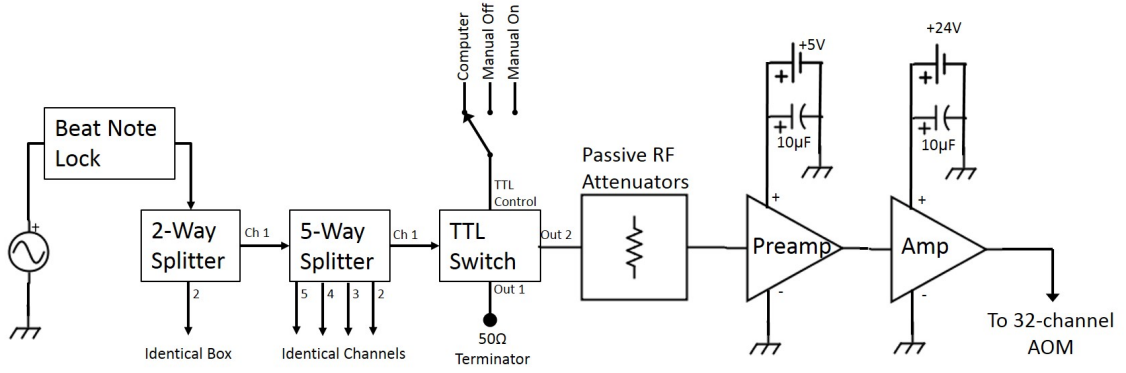 Computer
Manual Off
Manual On
+5V
+
10µF
+
+24V
+
10µF
+
Beat Note
Lock
+
2-Way
Splitter
Ch 1
2
Identical Box
5-Way
Splitter
Ch 1
5
4
3
2
Identical Channels
TTL
Control
TTL
Switch
Out 2
Out 1
50Ω
Terminator
Passive RF
Attenuators
+
Preamp
-
+
Amp
-
To 32-channel
AOM